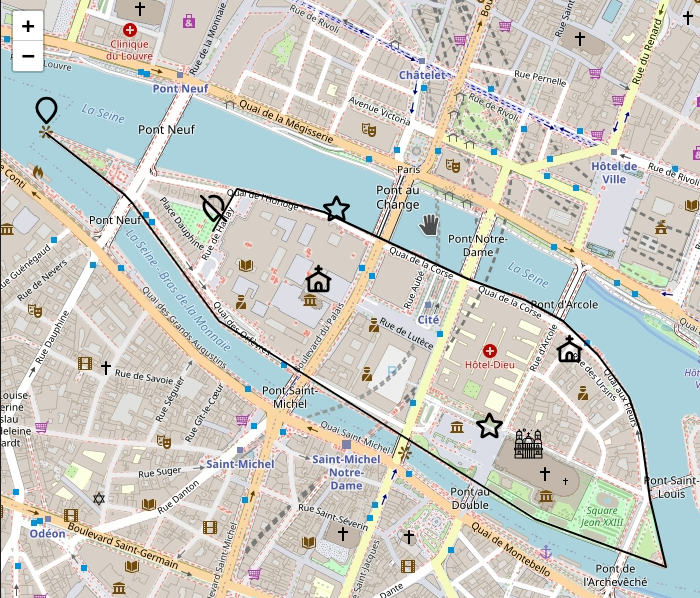 +
−
Clinique
du Louvre
Louvre
Rue de la Monnaie
Rue de Rivoli
Châtelet
Rue Pernelle
Rue du Renard
Pont Neuf
La Seine
Pont Neuf
Quai de la Mégisserie
Avenue Victoria
Rue de Rivoli
Hôtel de
Ville
Rue de Rivoli
Paris
Pont au
Change
Conti
Pont Neuf
Place Dauphine
Rue de Harlay
Quai de l'Horloge
Pont Notre-
Dame
La Seine
Quai de la Corse
Quai de la Corse
Pont d'Arcole
Rue Guénégaud
Rue de Nevers
La Seine - Bras de la Monnaie
Quai des Grands Augustins
Quai des Orfèvres
Boulevard du Palais
Rue Aubé
Cité
Rue de Lutèce
Hôtel-Dieu
Rue d'Arcole
Rue des Ursins
Quai aux Fleurs
Rue Dauphine
Rue de Savoie
Rue Séguier
Rue Gît-le-Cœur
Pont Saint-
Michel
Quai Saint-Michel
Saint-Michel
Saint-Michel
Notre-
Dame
Rue Suger
Rue Danton
Pont au
Double
Pont Saint-
Louis
Square
Jean XXIII
Rue Saint-Séverin
Odéon
Boulevard Saint-Germain
Quai de Montebello
Pont de
l'Archevêché
Dante